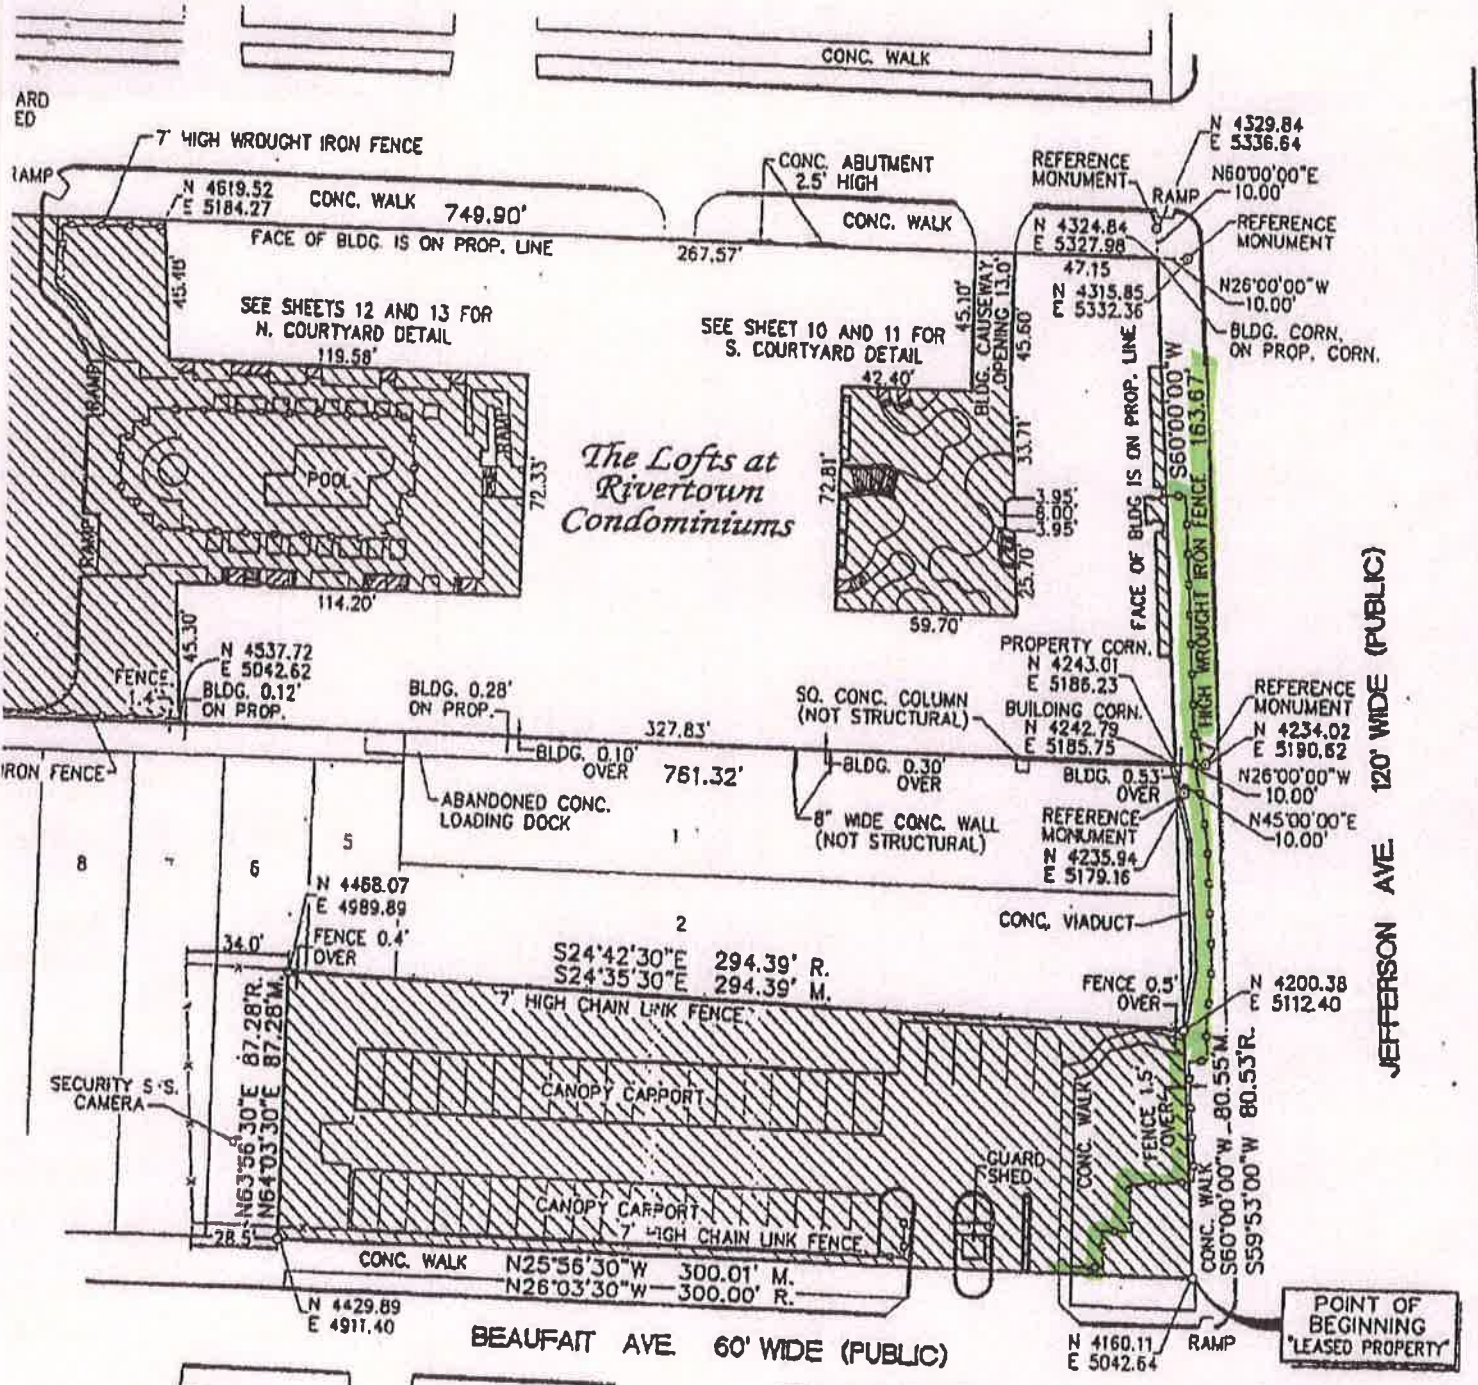 CONC. WALK
ARD
ED
7' HIGH WROUGHT IRON FENCE
RAMP
N 4619.52
E 5184.27
CONC. WALK
749.90'
FACE OF BLDG. IS ON PROP. LINE
267.57'
CONC. ABUTMENT
2.5' HIGH
CONC. WALK
REFERENCE
MONUMENT
RAMP
N 4329.84
E 5336.64
N60°00'00"E
10.00'
REFERENCE
MONUMENT
N 4324.84
E 5327.98
47.15
N 4315.85
E 5332.36
N26°00'00"W
10.00'
BLDG. CORN.
ON PROP. CORN.
SEE SHEETS 12 AND 13 FOR
N. COURTYARD DETAIL
119.58'
SEE SHEET 10 AND 11 FOR
S. COURTYARD DETAIL
42.40'
45.10'
BLDG. CAUSEWAY
OPENING 13.0'
45.60'
33.71'
FACE OF BLDG IS ON PROP. LINE
S60°00'00"W
163.67'
HIGH WROUGHT IRON FENCE
RAMP
RAMP
RAMP
POOL
72.33'
The Lofts at
Rivertown
Condominiums
72.81'
3.95'
8.00'
3.95'
25.70'
59.70'
114.20'
45.30'
N 4537.72
E 5042.62
FENCE
1.4'
BLDG. 0.12'
ON PROP.
BLDG. 0.28'
ON PROP.
327.83'
SQ. CONC. COLUMN
(NOT STRUCTURAL)
PROPERTY CORN.
N 4243.01
E 5186.23
BUILDING CORN.
N 4242.79
E 5185.75
REFERENCE
MONUMENT
N 4234.02
E 5190.62
N26°00'00"W
10.00'
N45°00'00"E
10.00'
IRON FENCE
BLDG. 0.10'
OVER
761.32'
BLDG. 0.30'
OVER
BLDG. 0.53'
OVER
REFERENCE
MONUMENT
N 4235.94
E 5179.16
ABANDONED CONC.
LOADING DOCK
8" WIDE CONC. WALL
(NOT STRUCTURAL)
8
6
5
1
2
N 4468.07
E 4989.89
34.0'
FENCE 0.4'
OVER
S24°42'30"E 294.39' R.
S24°35'30"E 294.39' M.
7' HIGH CHAIN LINK FENCE
CONC. VIADUCT
FENCE 0.5'
OVER
N 4200.38
E 5112.40
JEFFERSON AVE. 120' WIDE (PUBLIC)
N63°56'30"E 87.28'R.
N64°03'30"E 87.28'M.
SECURITY S.S.
CAMERA
CANOPY CARPORT
CANOPY CARPORT
7' HIGH CHAIN LINK FENCE
GUARD
SHED
CONC. WALK
FENCE 1.5'
OVER
CONC. WALK
S60°00'00"W 80.55'M.
S59°53'00"W 80.53'R.
28.5'
CONC. WALK
N25°56'30"W 300.01' M.
N26°03'30"W 300.00' R.
N 4429.89
E 4911.40
BEAUFAIT AVE. 60' WIDE (PUBLIC)
N 4160.11
E 5042.64
RAMP
POINT OF
BEGINNING
"LEASED PROPERTY"